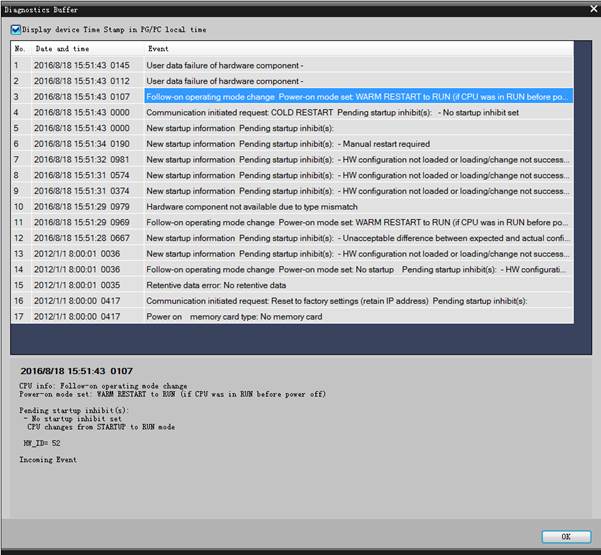 Diagnostics Buffer
Display device Time Stamp in PG/PC local time
No. Date and time Event
1 2016/8/18 15:51:43 0145 User data failure of hardware component -
2 2016/8/18 15:51:43 0112 User data failure of hardware component -
3 2016/8/18 15:51:43 0107 Follow-on operating mode change Power-on mode set: WARM RESTART to RUN (if CPU was in RUN before po...
4 2016/8/18 15:51:43 0000 Communication initiated request: COLD RESTART Pending startup inhibit(s): - No startup inhibit set
5 2016/8/18 15:51:43 0000 New startup information Pending startup inhibit(s):
6 2016/8/18 15:51:34 0190 New startup information Pending startup inhibit(s): - Manual restart required
7 2016/8/18 15:51:32 0981 New startup information Pending startup inhibit(s): - HW configuration not loaded or loading/change not success...
8 2016/8/18 15:51:31 0574 New startup information Pending startup inhibit(s): - HW configuration not loaded or loading/change not success...
9 2016/8/18 15:51:31 0374 New startup information Pending startup inhibit(s): - HW configuration not loaded or loading/change not success...
10 2016/8/18 15:51:29 0979 Hardware component not available due to type mismatch
11 2016/8/18 15:51:29 0969 Follow-on operating mode change Power-on mode set: WARM RESTART to RUN (if CPU was in RUN before po...
12 2016/8/18 15:51:28 0667 New startup information Pending startup inhibit(s): - Unacceptable difference between expected and actual confi...
13 2012/1/1 8:00:01 0036 New startup information Pending startup inhibit(s): - HW configuration not loaded or loading/change not success...
14 2012/1/1 8:00:01 0036 Follow-on operating mode change Power-on mode set: No startup Pending startup inhibit(s): - HW configurati...
15 2012/1/1 8:00:01 0035 Retentive data error: No retentive data
16 2012/1/1 8:00:00 0417 Communication initiated request: Reset to factory settings (retain IP address) Pending startup inhibit(s):
17 2012/1/1 8:00:00 0417 Power on memory card type: No memory card
2016/8/18 15:51:43 0107
CPU info: Follow-on operating mode change
Power-on mode set: WARM RESTART to RUN (if CPU was in RUN before power off)
Pending startup inhibit(s):
- No startup inhibit set
CPU changes from STARTUP to RUN mode
HW_ID= 52
Incoming Event
OK